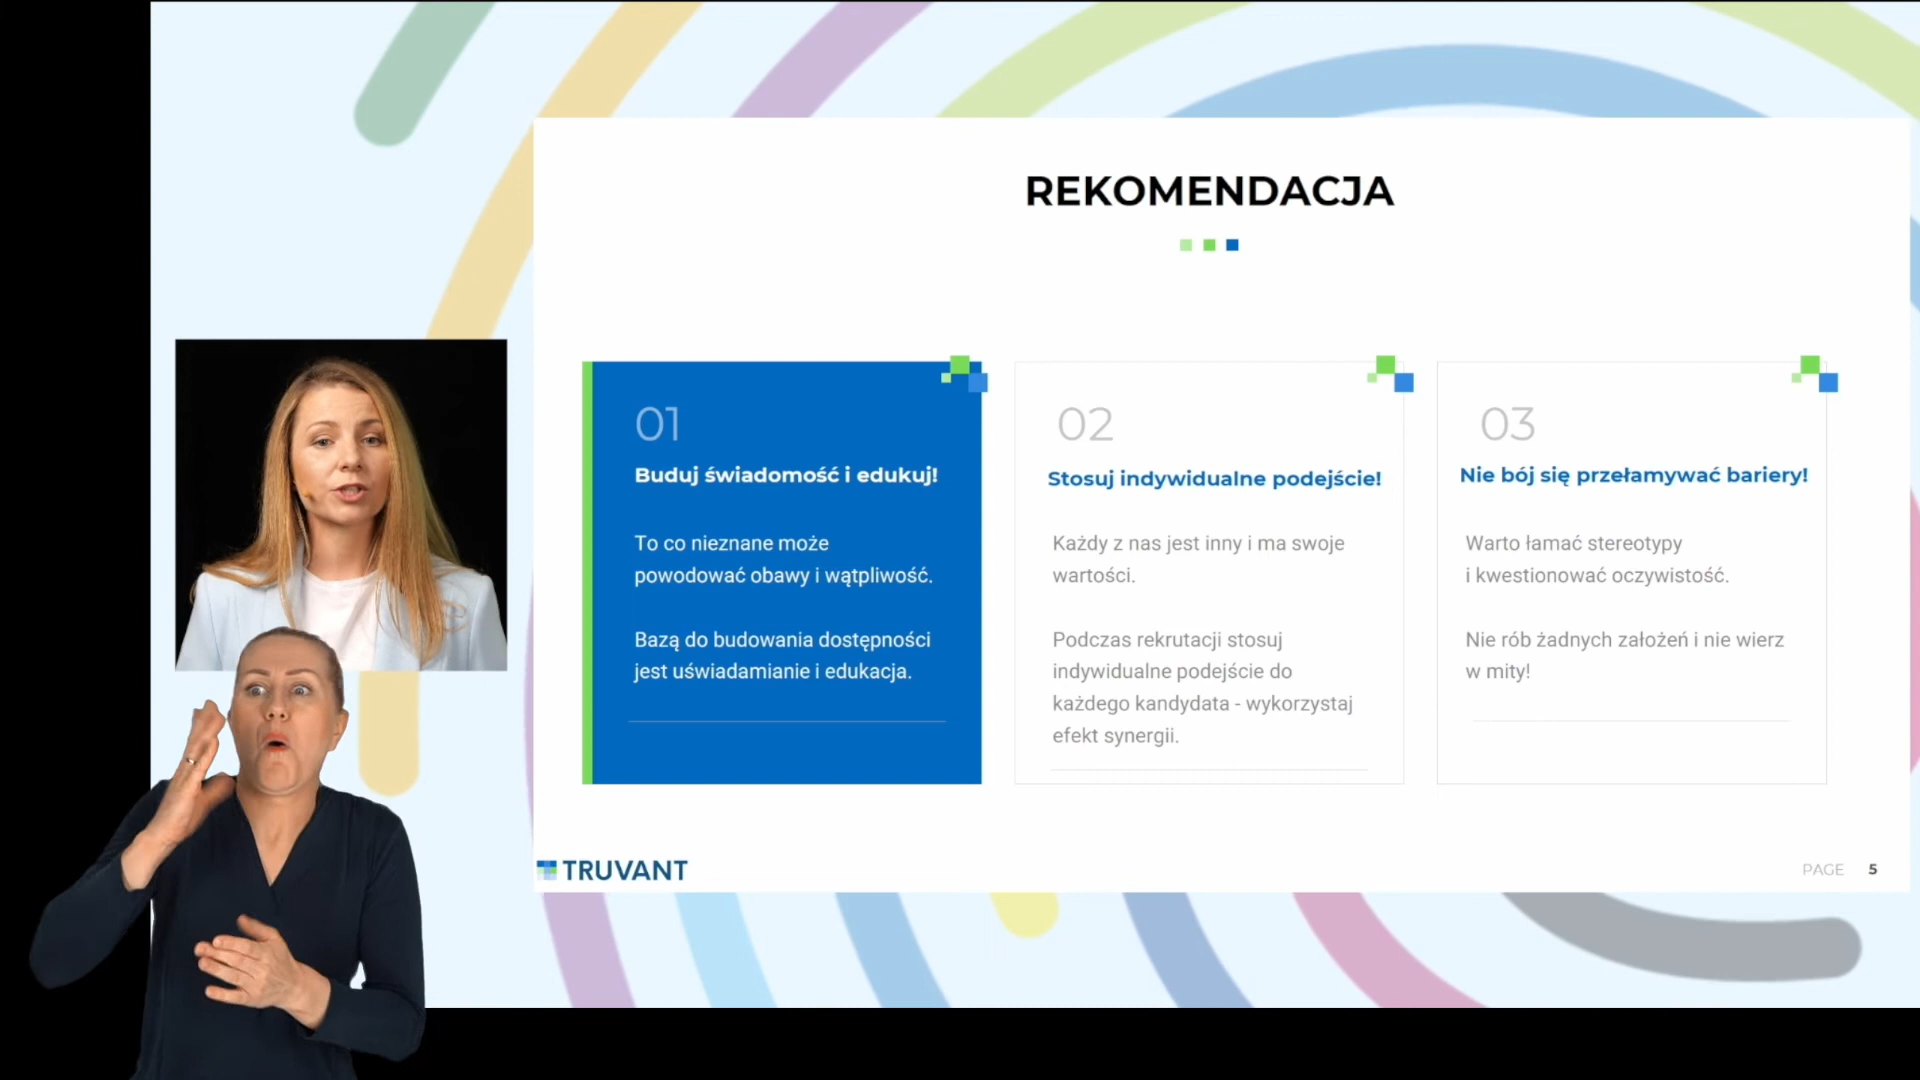 REKOMENDACJA
01
Buduj świadomość i edukuj!
To co nieznane może
powodować obawy i wątpliwość.
Bazą do budowania dostępności
jest uświadamianie i edukacja.
02
Stosuj indywidualne podejście!
Każdy z nas jest inny i ma swoje
wartości.
Podczas rekrutacji stosuj
indywidualne podejście do
każdego kandydata - wykorzystaj
efekt synergii.
03
Nie bój się przełamywać bariery!
Warto łamać stereotypy
i kwestionować oczywistość.
Nie rób żadnych założeń i nie wierz
w mity!
TRUVANT
PAGE 5